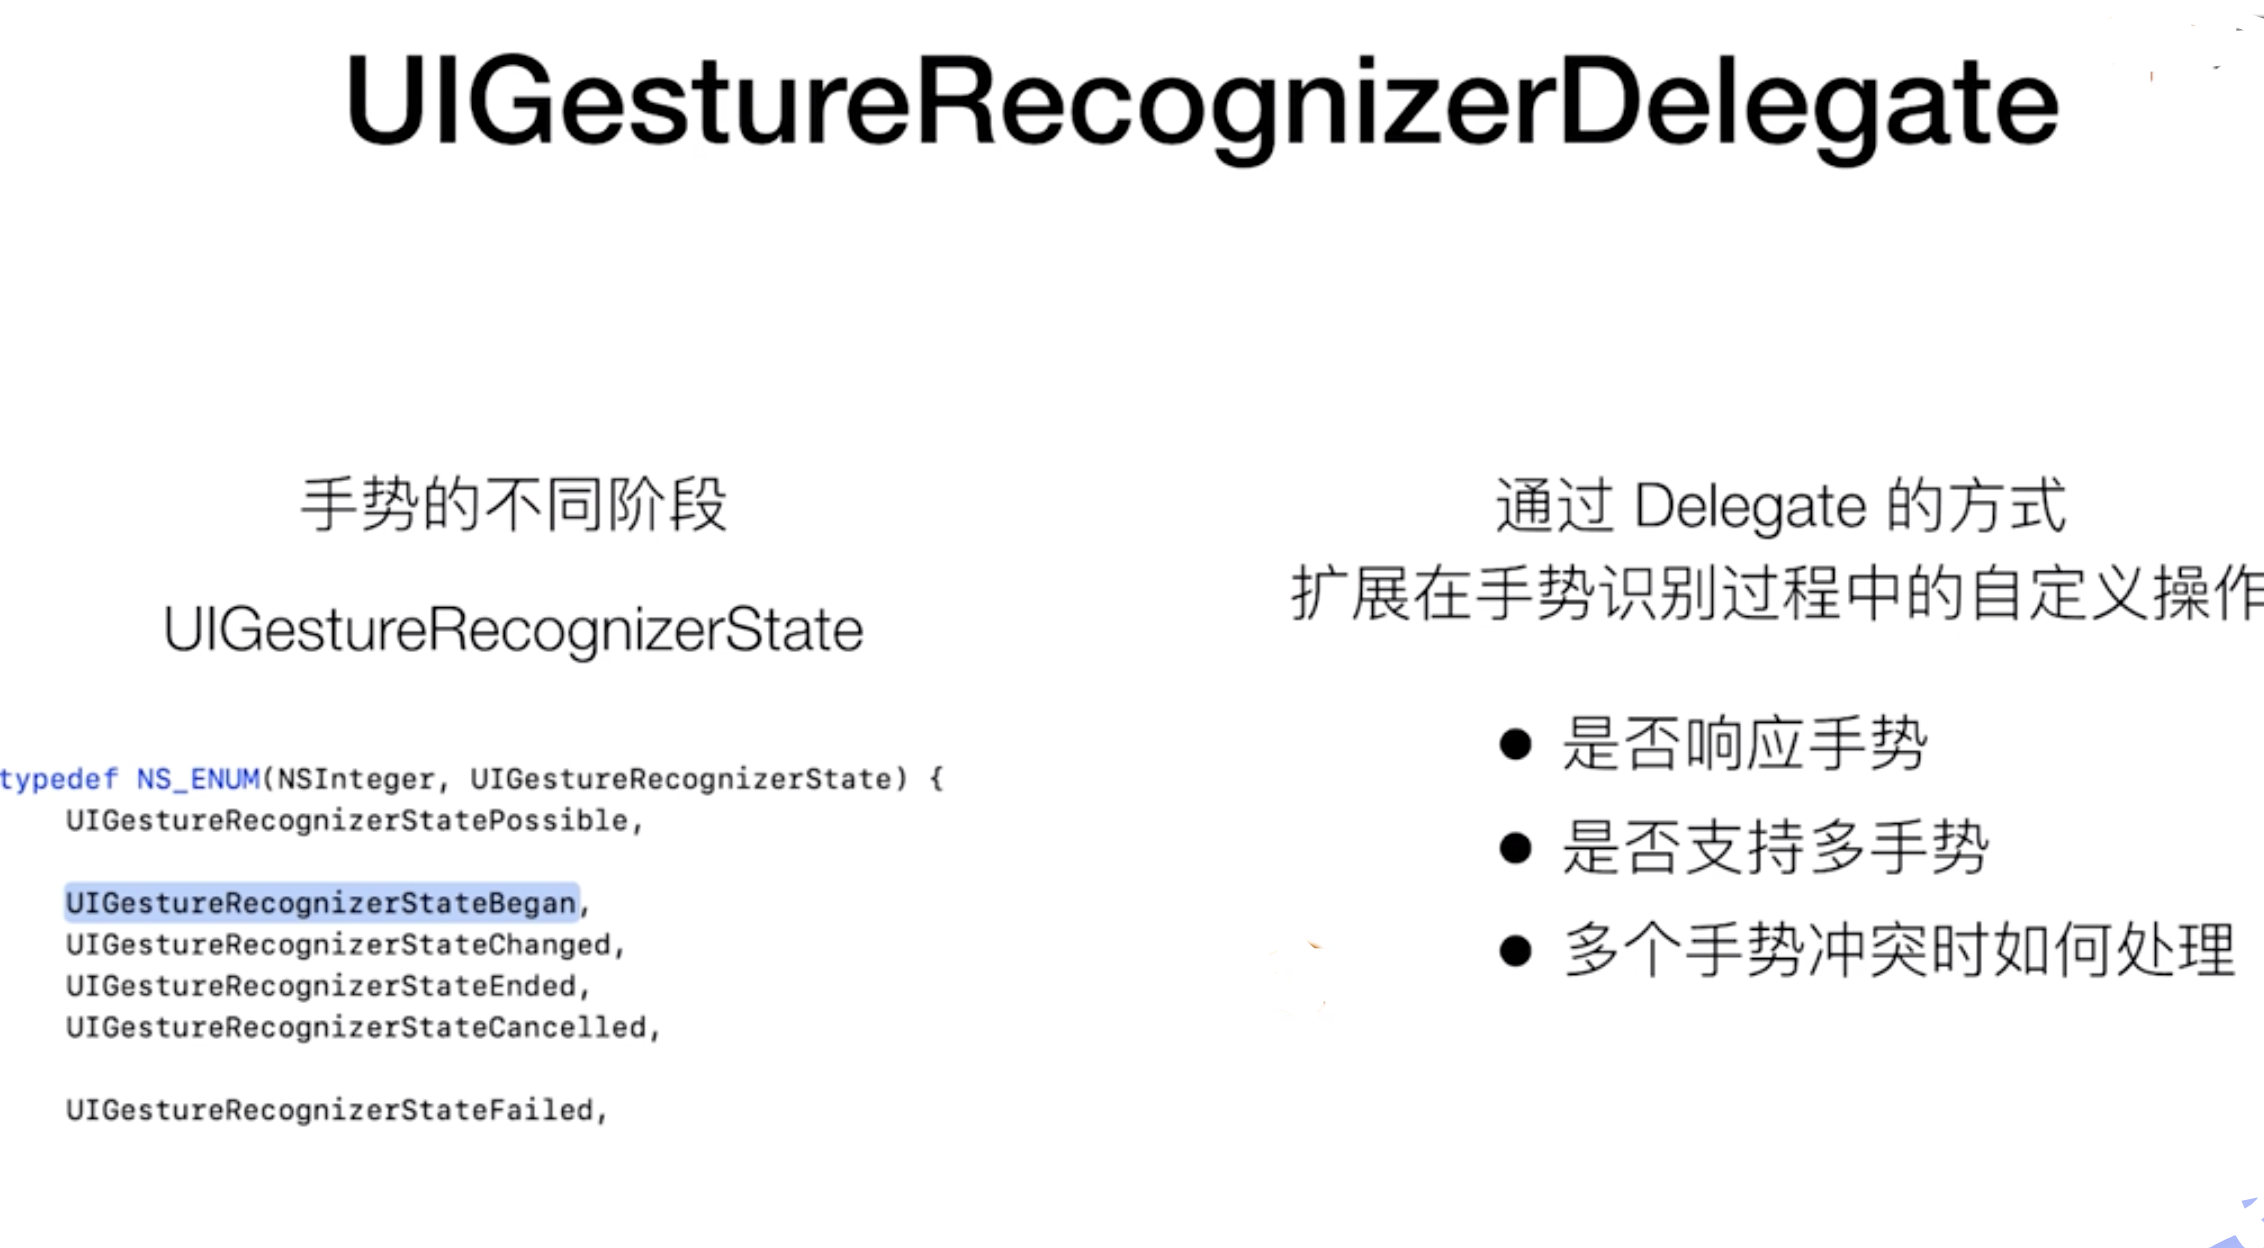 UIGestureRecognizerDelegate
手势的不同阶段
UIGestureRecognizerState
typedef NS_ENUM(NSInteger, UIGestureRecognizerState) {
UIGestureRecognizerStatePossible,
UIGestureRecognizerStateBegan,
UIGestureRecognizerStateChanged,
UIGestureRecognizerStateEnded,
UIGestureRecognizerStateCancelled,
UIGestureRecognizerStateFailed,
通过 Delegate 的方式
扩展在手势识别过程中的自定义操作
● 是否响应手势
● 是否支持多手势
● 多个手势冲突时如何处理